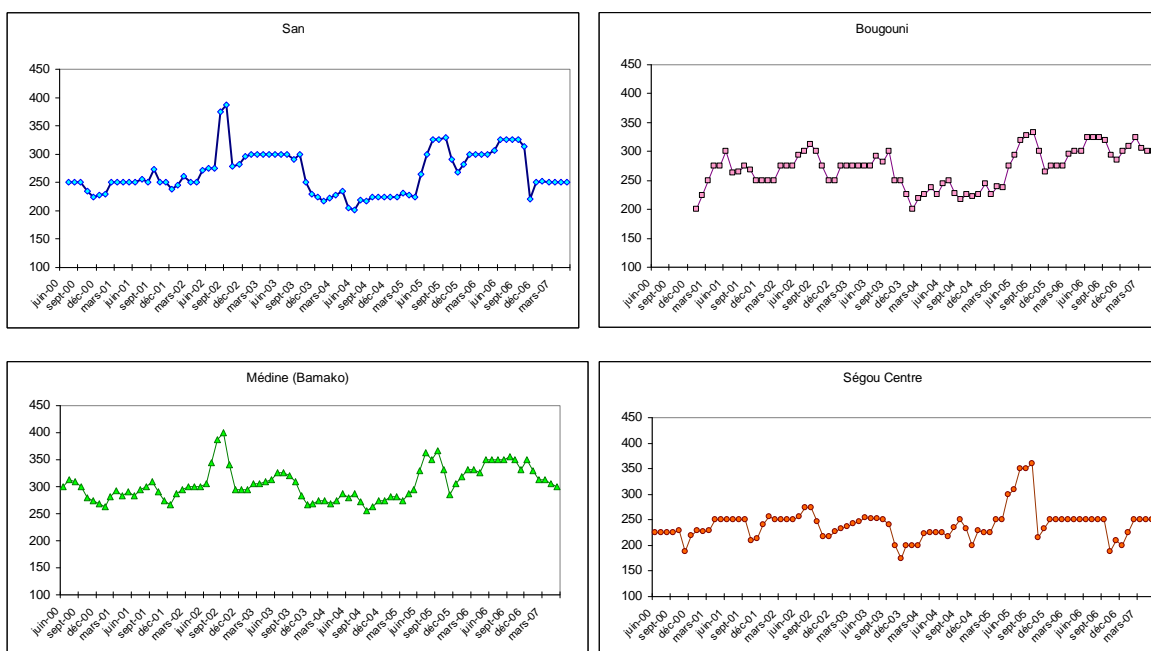 San
450
400
350
300
250
200
150
100
juin-00
sept-00
déc-00
mars-01
juin-01
sept-01
déc-01
mars-02
juin-02
sept-02
déc-02
mars-03
juin-03
sept-03
déc-03
mars-04
juin-04
sept-04
déc-04
mars-05
juin-05
sept-05
déc-05
mars-06
juin-06
sept-06
déc-06
mars-07
Bougouni
450
400
350
300
250
200
150
100
juin-00
sept-00
déc-00
mars-01
juin-01
sept-01
déc-01
mars-02
juin-02
sept-02
déc-02
mars-03
juin-03
sept-03
déc-03
mars-04
juin-04
sept-04
déc-04
mars-05
juin-05
sept-05
déc-05
mars-06
juin-06
sept-06
déc-06
mars-07
Médine (Bamako)
450
400
350
300
250
200
150
100
juin-00
sept-00
déc-00
mars-01
juin-01
sept-01
déc-01
mars-02
juin-02
sept-02
déc-02
mars-03
juin-03
sept-03
déc-03
mars-04
juin-04
sept-04
déc-04
mars-05
juin-05
sept-05
déc-05
mars-06
juin-06
sept-06
déc-06
mars-07
Ségou Centre
450
400
350
300
250
200
150
100
juin-00
sept-00
déc-00
mars-01
juin-01
sept-01
déc-01
mars-02
juin-02
sept-02
déc-02
mars-03
juin-03
sept-03
déc-03
mars-04
juin-04
sept-04
déc-04
mars-05
juin-05
sept-05
déc-05
mars-06
juin-06
sept-06
déc-06
mars-07